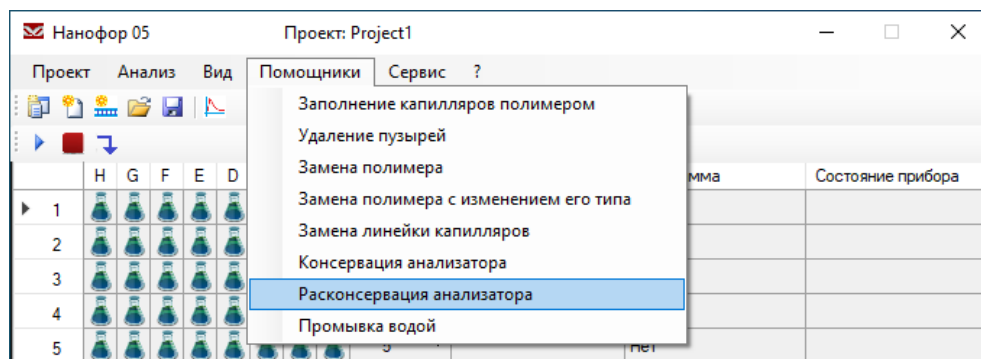 Нанофор 05 Проект: Project1
Проект Анализ Вид Помощники Сервис ?
Заполнение капилляров полимером
Удаление пузырей
Замена полимера
H G F E D мма Состояние прибора
1
Замена полимера с изменением его типа
2
Замена линейки капилляров
3
Консервация анализатора
Расконсервация анализатора
4
Промывка водой
5 5 Нет